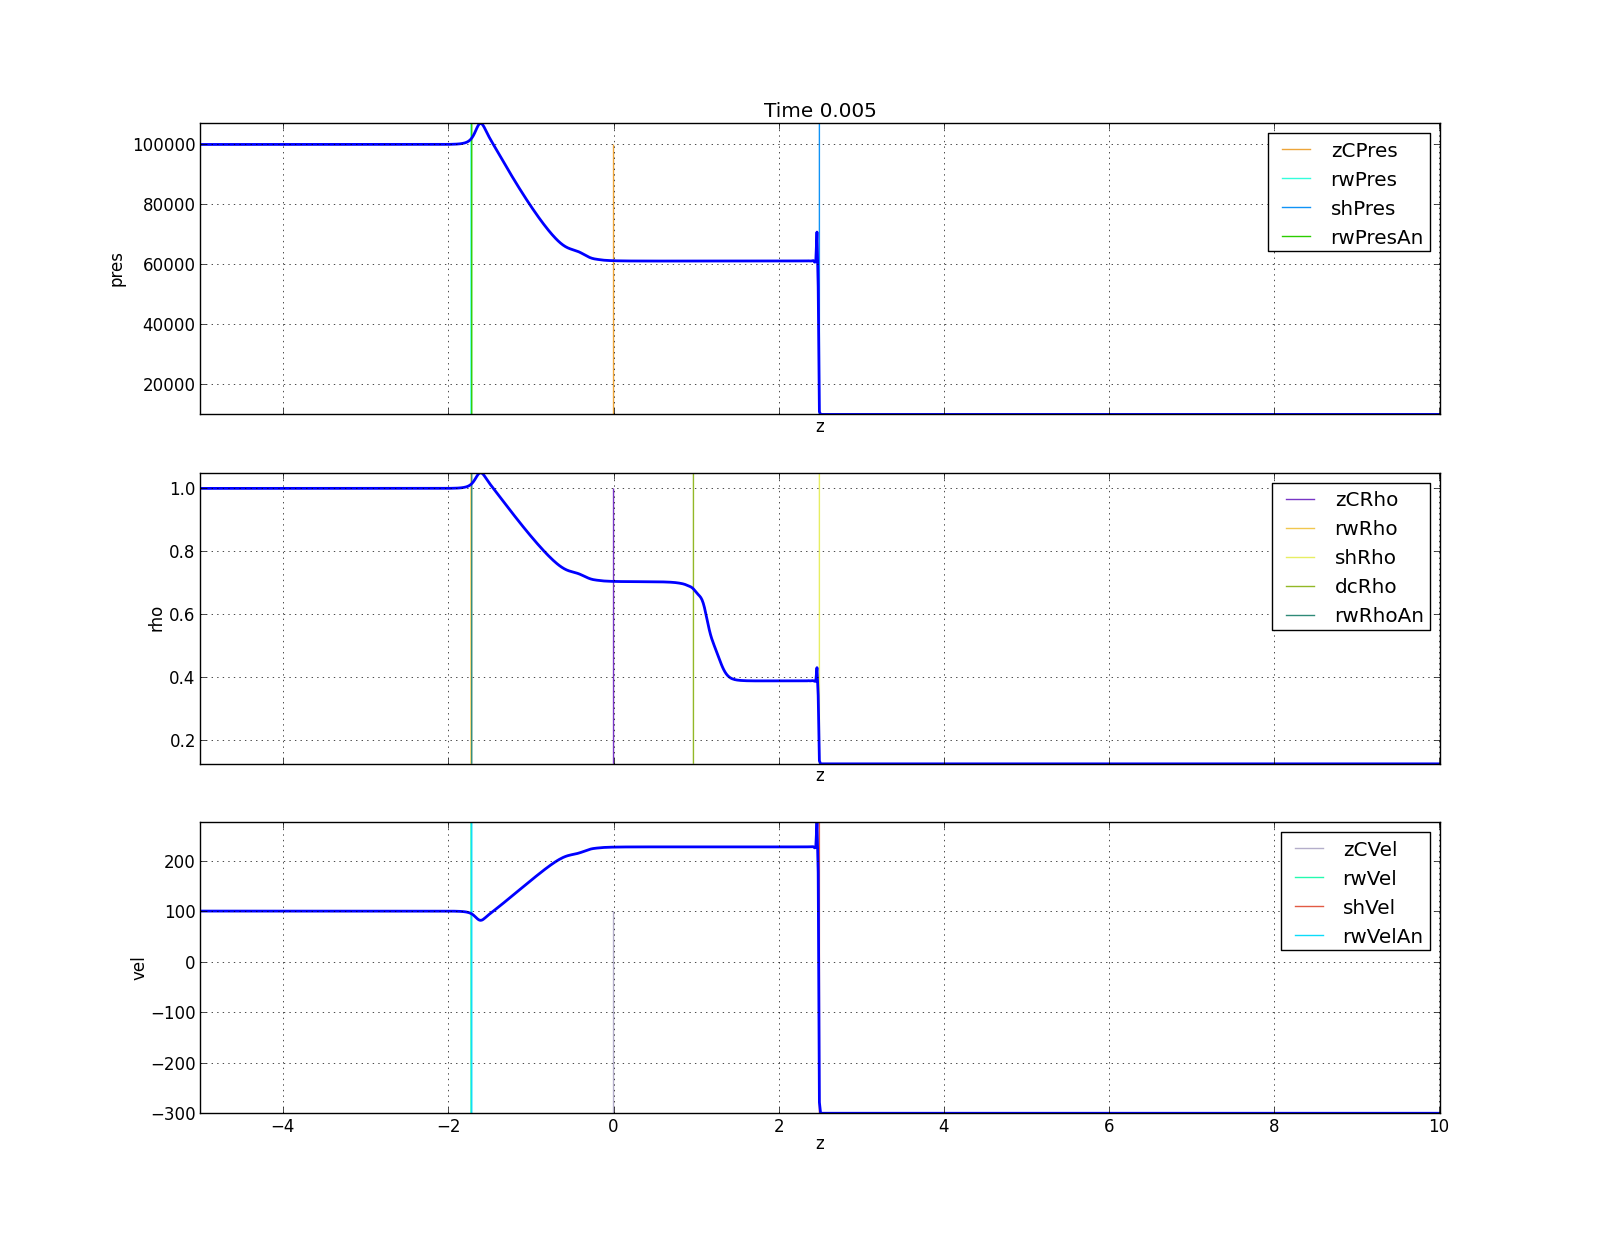 Time 0.005
100000
80000
60000
40000
20000
pres
z
zCPres
rwPres
shPres
rwPresAn
1.0
0.8
0.6
0.4
0.2
rho
z
zCRho
rwRho
shRho
dcRho
rwRhoAn
200
100
0
−100
−200
−300
vel
zCVel
rwVel
shVel
rwVelAn
−4 −2 0 2 4 6 8 10
z